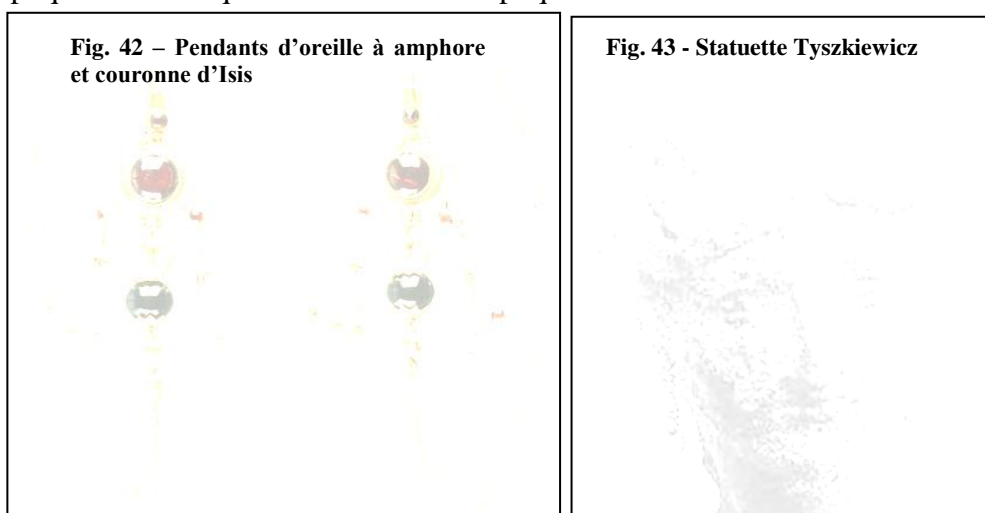 Fig. 42 – Pendants d’oreille à amphore
et couronne d’Isis
Fig. 43 - Statuette Tyszkiewicz